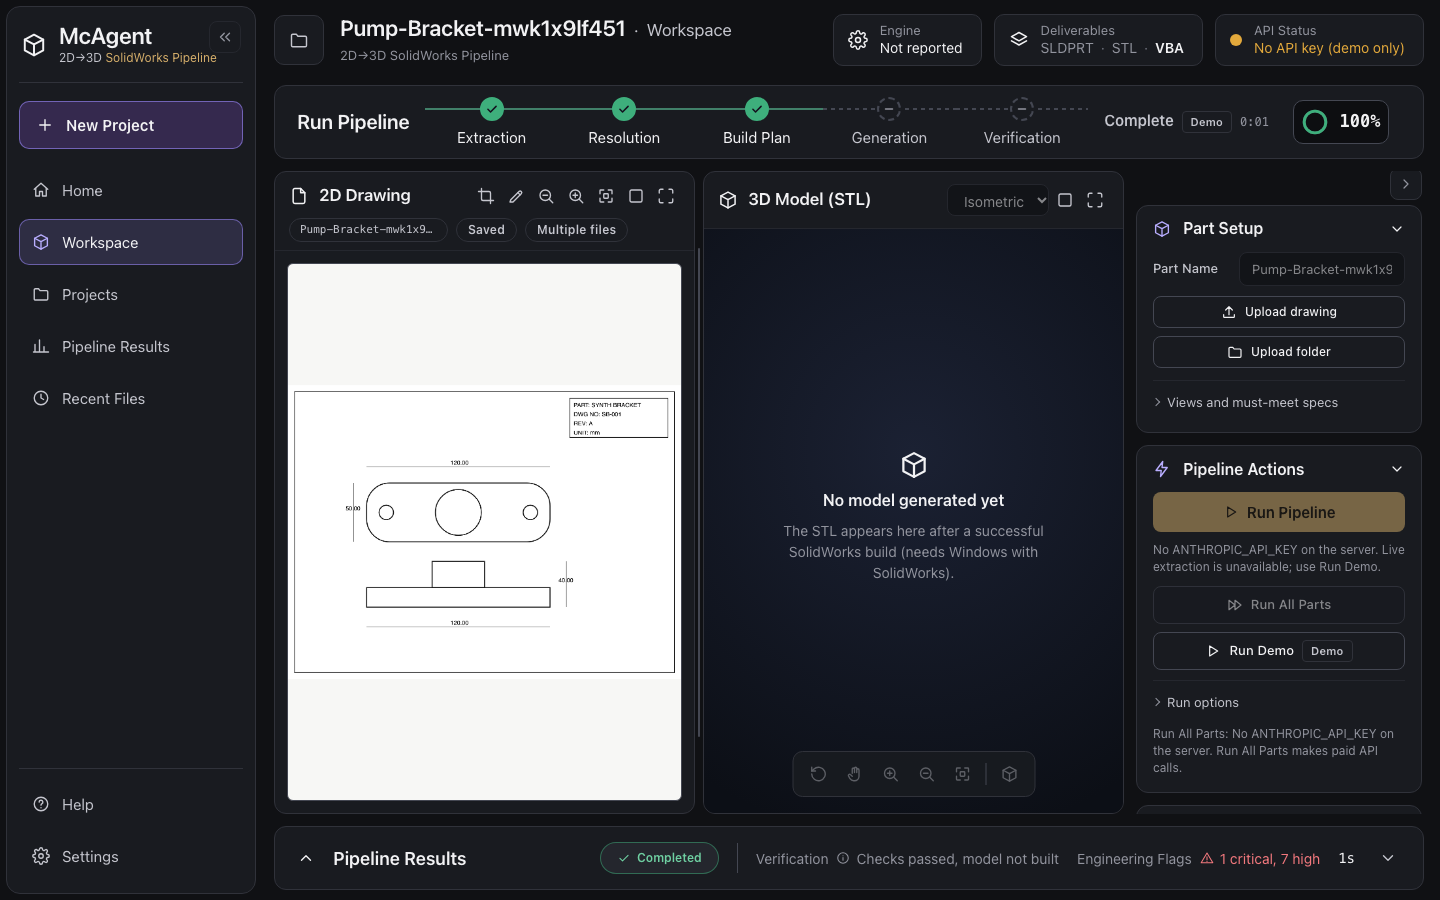 McAgent
2D→3D SolidWorks Pipeline
New Project
Home
Workspace
Projects
Pipeline Results
Recent Files
Help
Settings
Pump-Bracket-mwk1x9lf451 · Workspace
2D→3D SolidWorks Pipeline
Engine
Not reported
Deliverables
SLDPRT · STL · VBA
API Status
No API key (demo only)
Run Pipeline
Extraction
Resolution
Build Plan
Generation
Verification
Complete Demo 0:01
100%
2D Drawing
Pump-Bracket-mwk1x9…
Saved
Multiple files
PART: SYNTH BRACKET
DWG NO: SB-001
REV: A
UNIT: mm
120.00
50.00
40.00
120.00
3D Model (STL)
Isometric
No model generated yet
The STL appears here after a successful
SolidWorks build (needs Windows with
SolidWorks).
Part Setup
Part Name
Pump-Bracket-mwk1x9
Upload drawing
Upload folder
Views and must-meet specs
Pipeline Actions
Run Pipeline
No ANTHROPIC_API_KEY on the server. Live
extraction is unavailable; use Run Demo.
Run All Parts
Run Demo Demo
Run options
Run All Parts: No ANTHROPIC_API_KEY on
the server. Run All Parts makes paid API
calls.
Pipeline Results
Completed
Verification Checks passed, model not built
Engineering Flags 1 critical, 7 high
1s